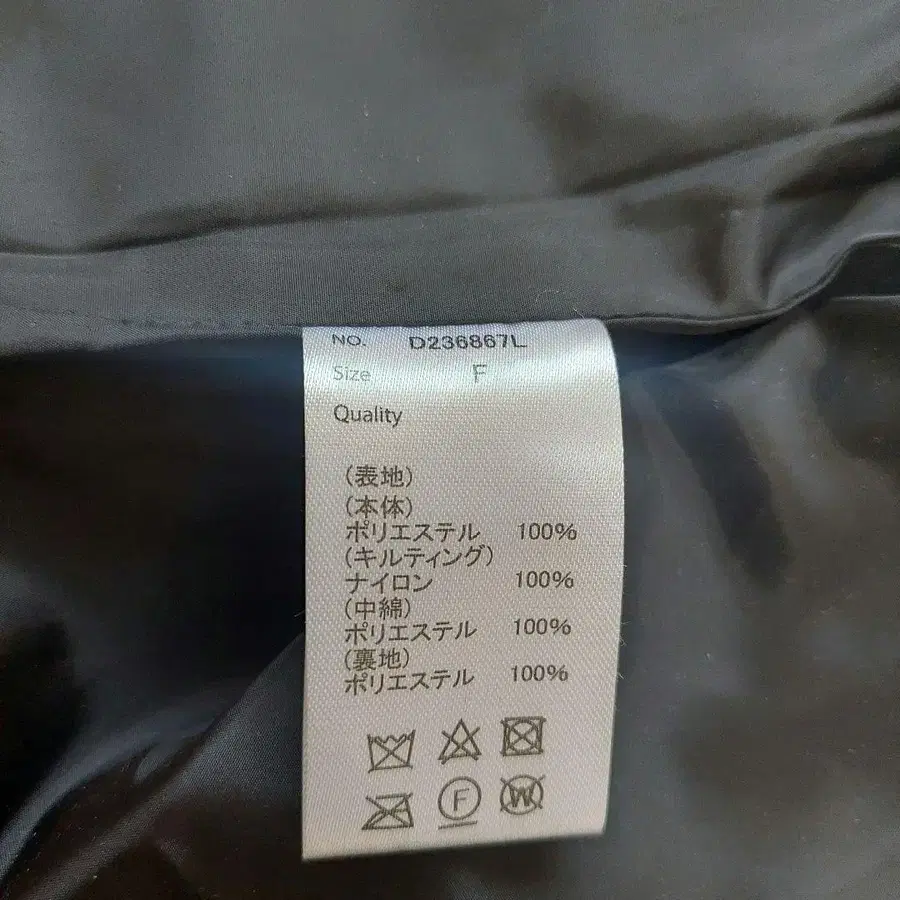 NO. D236867L
Size F
Quality
(表地)
(本体)
ポリエステル 100%
(キルティング)
ナイロン 100%
(中綿)
ポリエステル 100%
(裏地)
ポリエステル 100%
F W